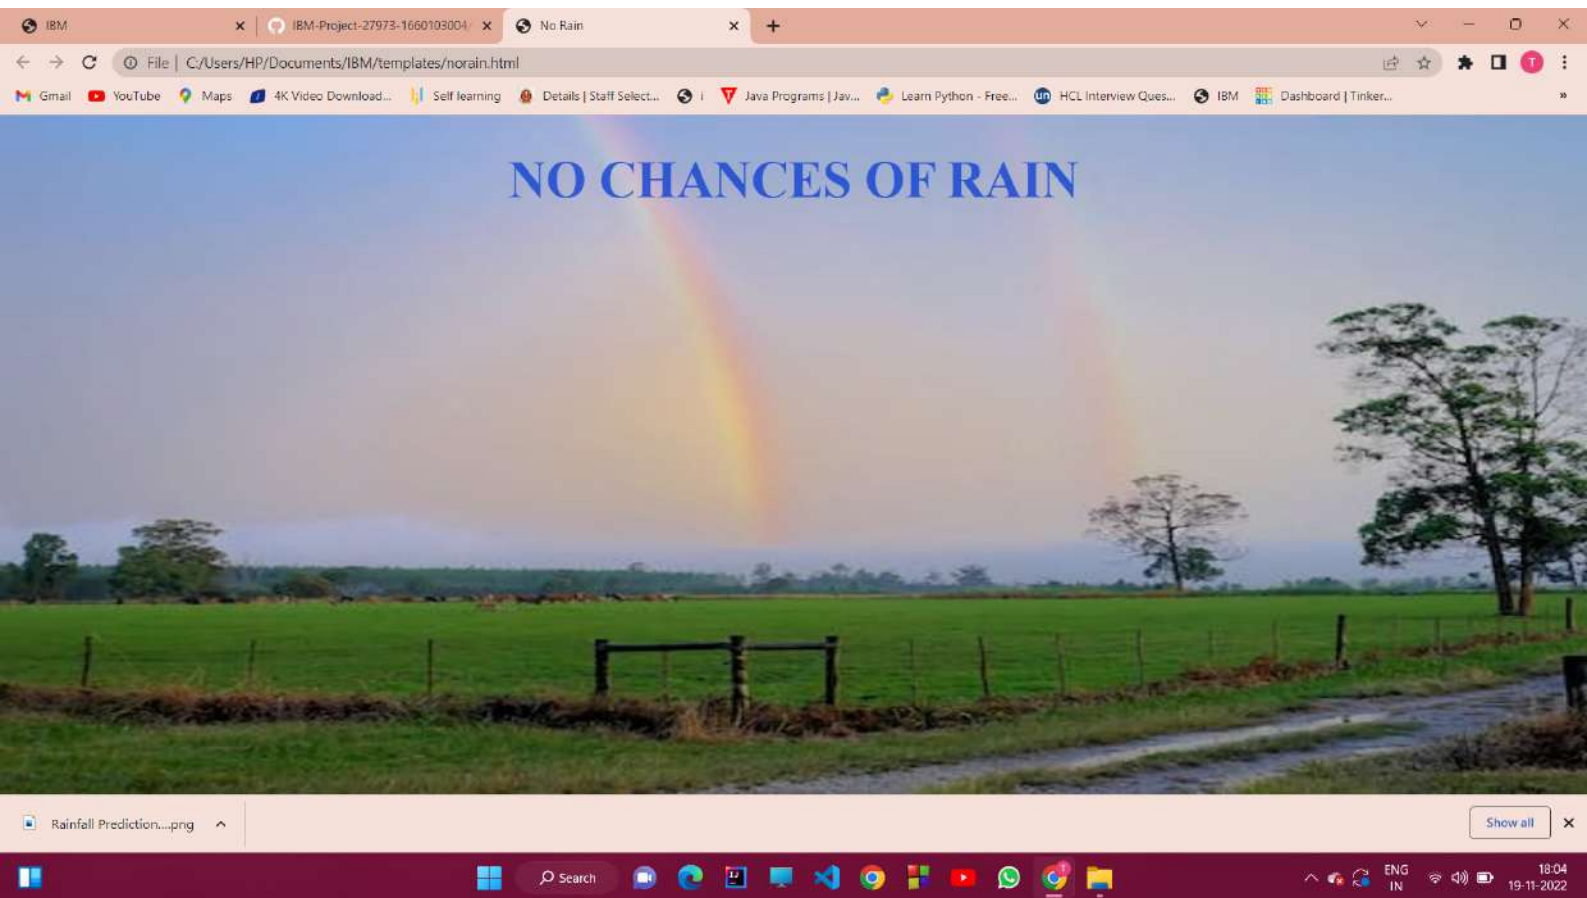 IBM
IBM-Project-27973-1660103004/
No Rain
File | C:/Users/HP/Documents/IBM/templates/norain.html
Gmail
YouTube
Maps
4K Video Download...
Self learning
Details | Staff Select...
i
Java Programs | Jav...
Learn Python - Free...
un
HCL Interview Ques...
IBM
Dashboard | Tinker...
»
T
NO CHANCES OF RAIN
Rainfall Prediction....png
Show all
Search
ENG
IN
18:04
19-11-2022